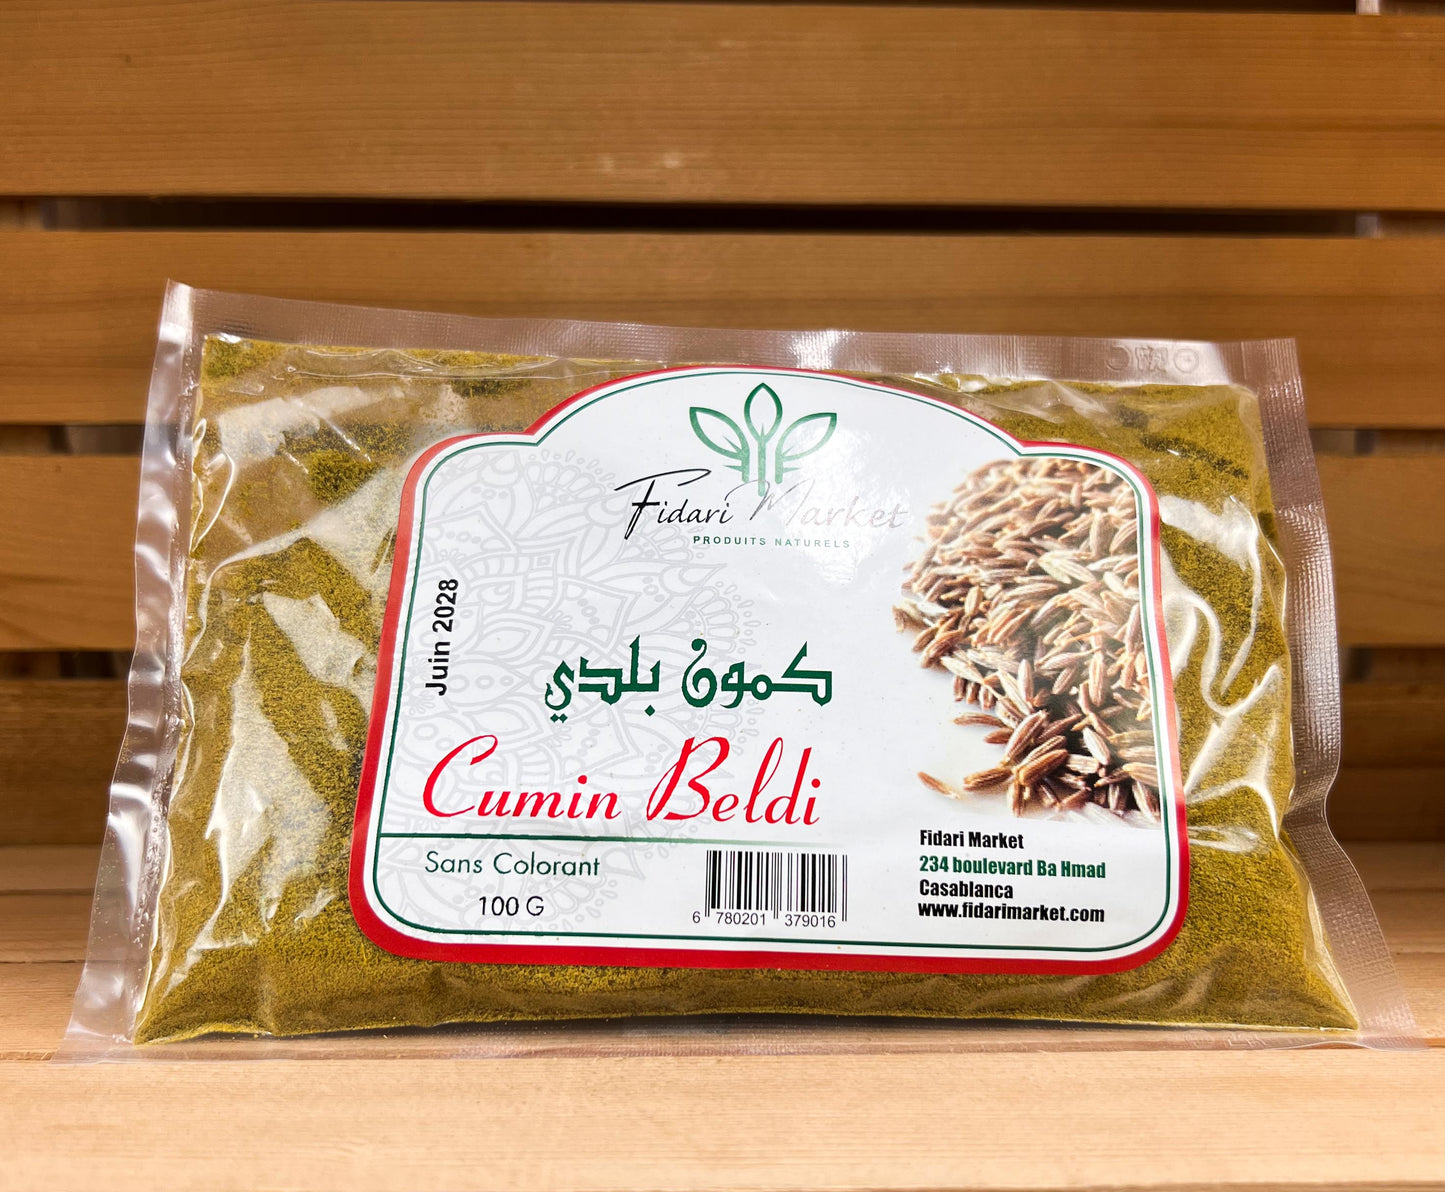 Fidari Market
PRODUITS NATURELS
Juin 2028
كمون بلدي
Cumin Beldi
Sans Colorant
100 G
6 780201 379016
Fidari Market
234 boulevard Ba Hmad
Casablanca
www.fidarimarket.com